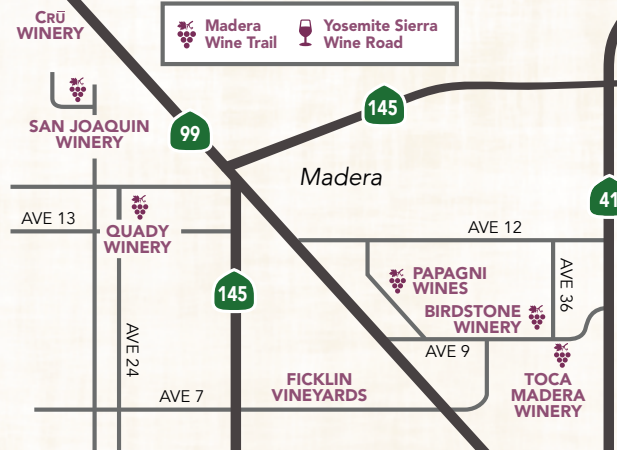 CRŪ
WINERY
Madera
Wine Trail
Yosemite Sierra
Wine Road
145
99
SAN JOAQUIN
WINERY
Madera
41
AVE 13
QUADY
WINERY
AVE 12
145
PAPAGNI
WINES
AVE 36
BIRDSTONE
WINERY
AVE 24
AVE 9
FICKLIN
VINEYARDS
TOCA
MADERA
WINERY
AVE 7